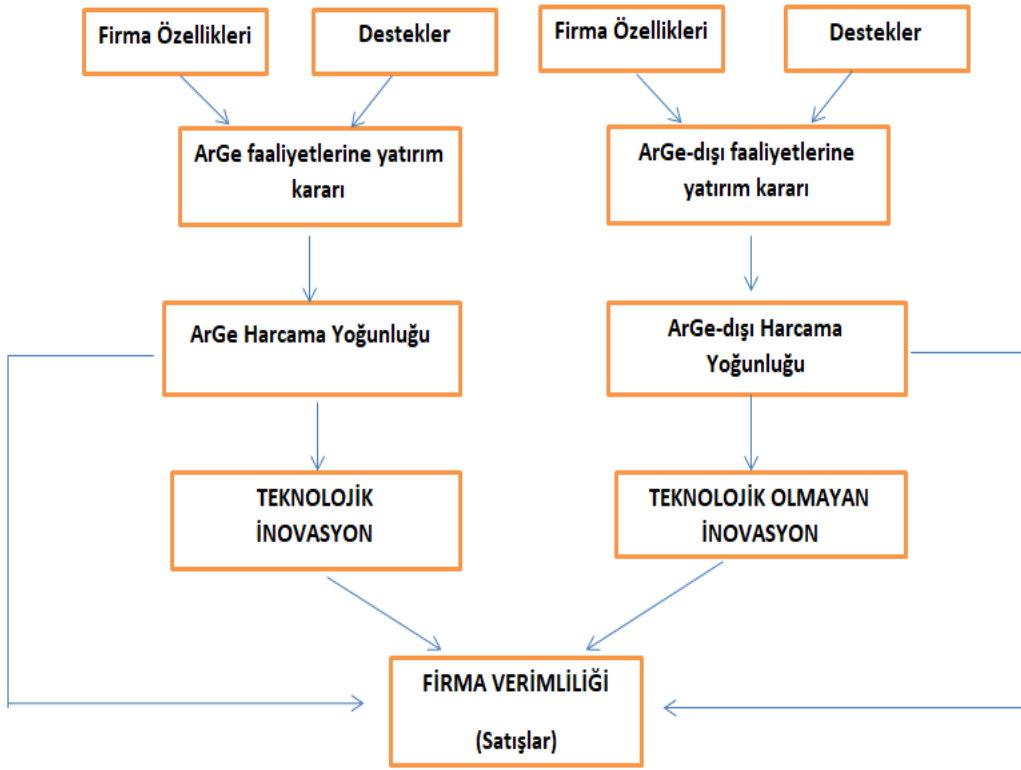 Firma Özellikleri
Destekler
Firma Özellikleri
Destekler
ArGe faaliyetlerine yatırım
kararı
ArGe-dışı faaliyetlerine
yatırım kararı
ArGe Harcama Yoğunluğu
ArGe-dışı Harcama
Yoğunluğu
TEKNOLOJİK
İNOVASYON
TEKNOLOJİK OLMAYAN
İNOVASYON
FİRMA VERİMLİLİĞİ
(Satışlar)